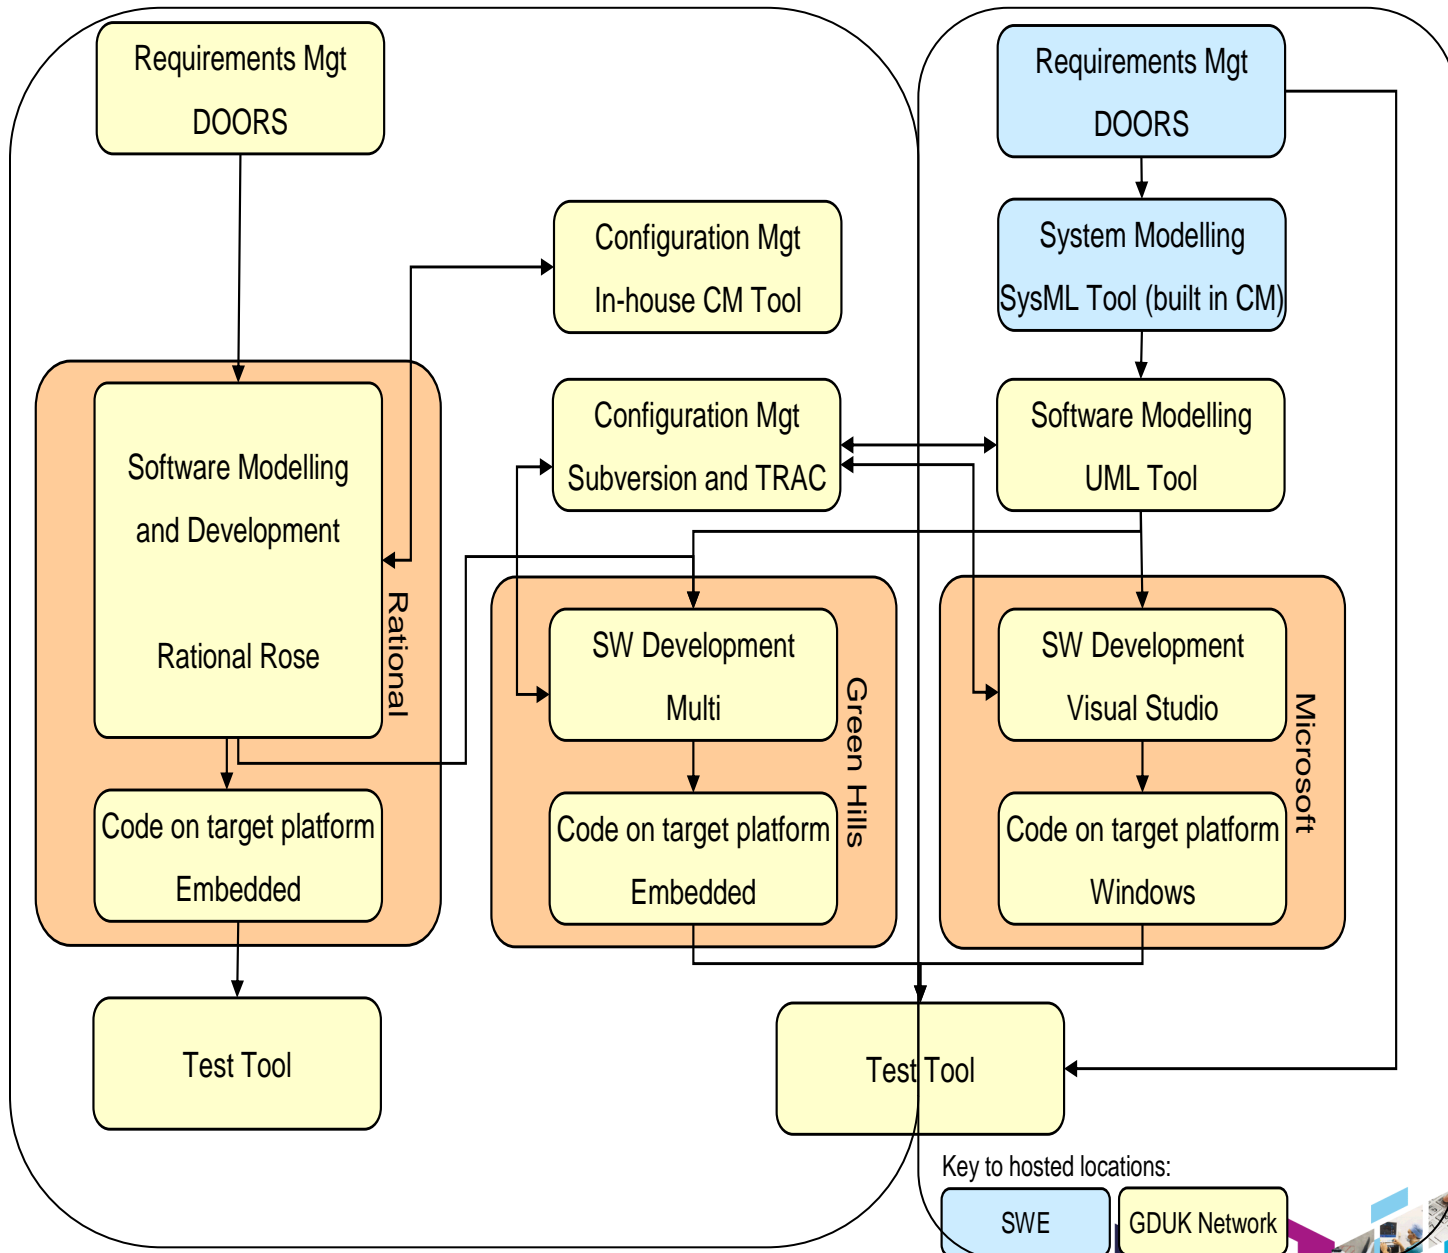 Requirements Mgt
DOORS
Requirements Mgt
DOORS
Configuration Mgt
In-house CM Tool
System Modelling
SysML Tool (built in CM)
Software Modelling
and Development
Rational Rose
Rational
Configuration Mgt
Subversion and TRAC
Software Modelling
UML Tool
SW Development
Multi
Green Hills
SW Development
Visual Studio
Microsoft
Code on target platform
Embedded
Code on target platform
Embedded
Code on target platform
Windows
Test Tool
Test Tool
Key to hosted locations:
SWE
GDUK Network